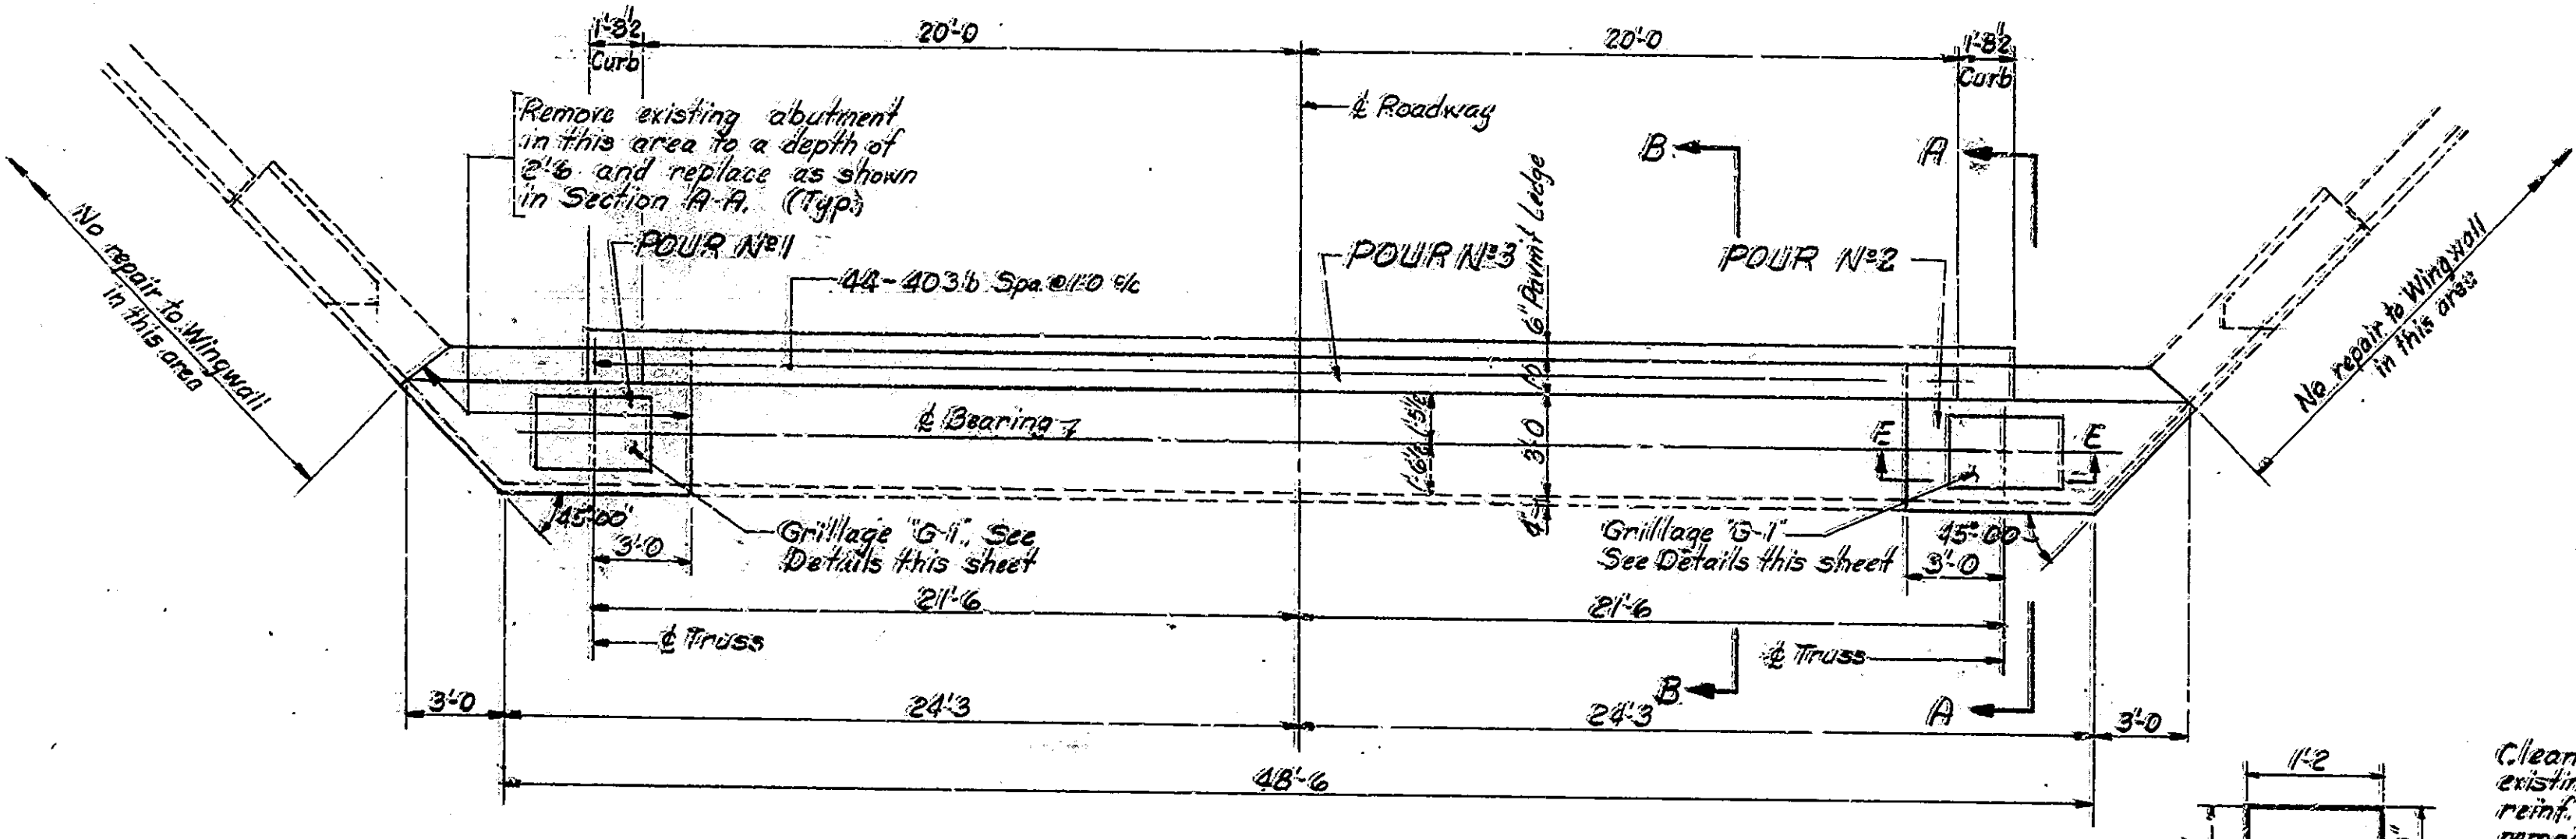 1'-8½
Curb
20'-0
20'-0
1'-8½
Curb
Remove existing abutment
in this area to a depth of
2'-6 and replace as shown
in Section A-A. (Typ.)
℄ Roadway
B
A
No repair to Wingwall
in this area
POUR Nº1
44-403b Spa @ 1'-0 c/c
POUR Nº3
6" Pavm't Ledge
POUR Nº2
No repair to Wingwall
in this area
℄ Bearing
3'-0
E
E
45°00'
Grillage "G-1". See
Details this sheet
3'-0
4"
Grillage "G-1"
See Details this sheet
45°00'
3'-0
21'-6
21'-6
℄ Truss
℄ Truss
B
A
3'-0
24'-3
24'-3
3'-0
48'-6
1'-2
Clean
existin
reinf.